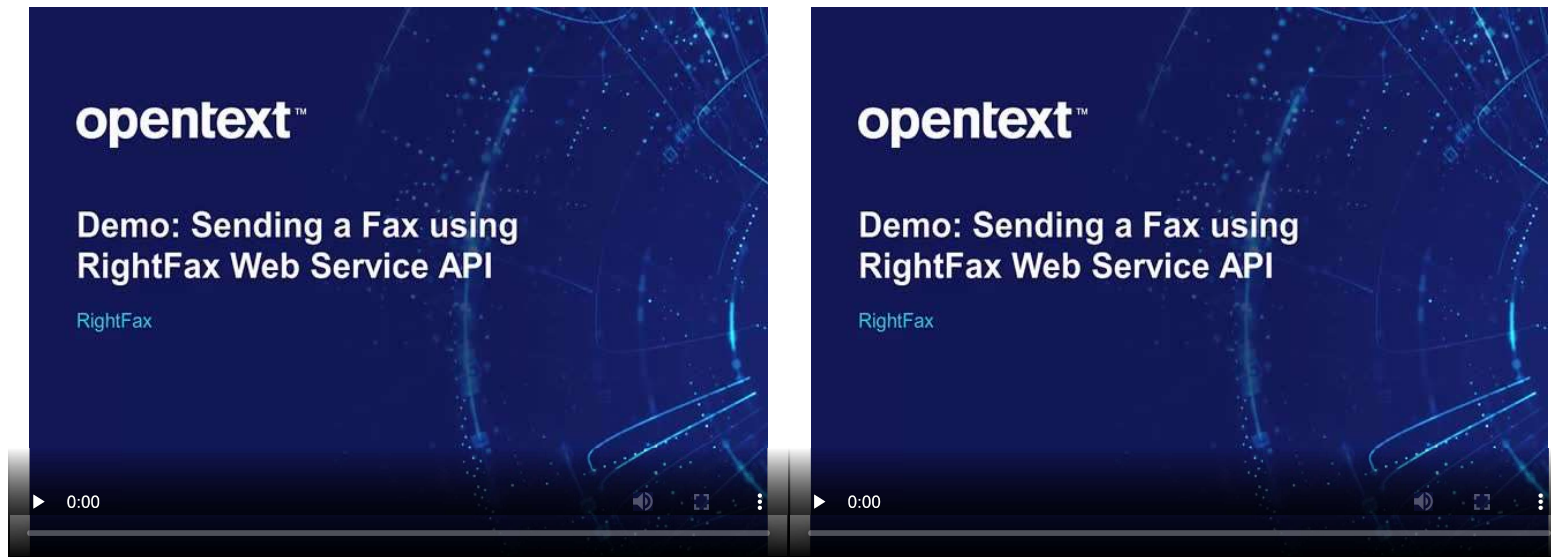 opentext™
Demo: Sending a Fax using
RightFax Web Service API
RightFax
0:00
opentext™
Demo: Sending a Fax using
RightFax Web Service API
RightFax
0:00